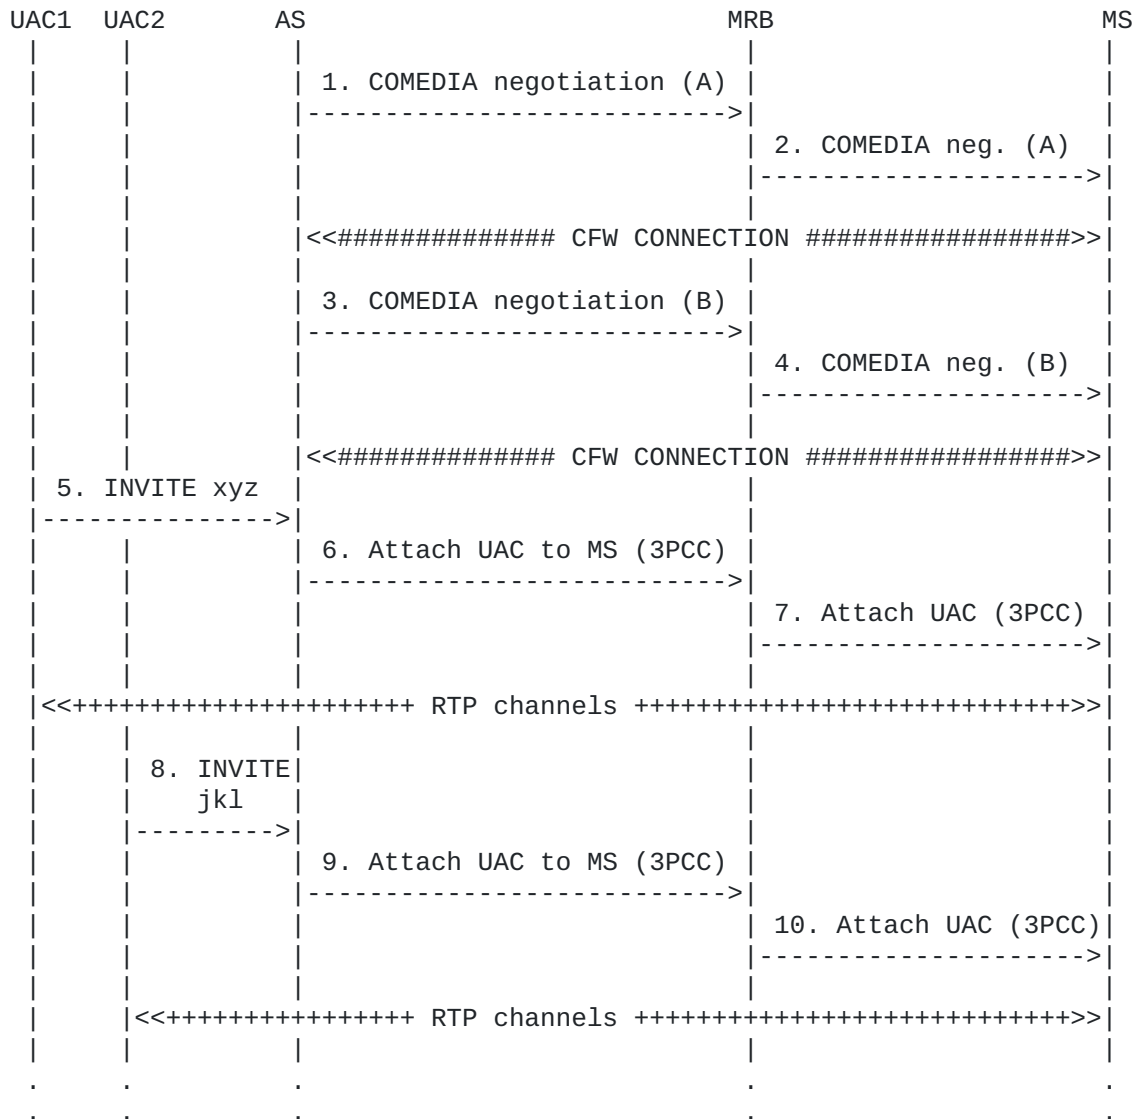 UAC1 UAC2 AS MRB MS
1. COMEDIA negotiation (A)
2. COMEDIA neg. (A)
CFW CONNECTION
3. COMEDIA negotiation (B)
4. COMEDIA neg. (B)
CFW CONNECTION
5. INVITE xyz
6. Attach UAC to MS (3PCC)
7. Attach UAC (3PCC)
RTP channels
8. INVITE
jkl
9. Attach UAC to MS (3PCC)
10. Attach UAC (3PCC)
RTP channels